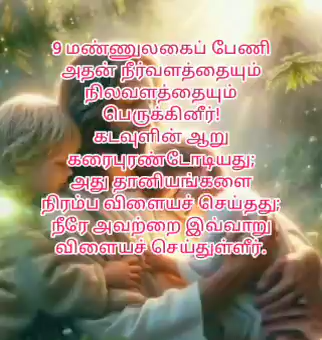 9 மண்ணுலகைப் பேணி
அதன் நீர்வளத்தையும்
நிலவளத்தையும்
பெருக்கினீர்!
கடவுளின் ஆறு
கரைபுரண்டோடியது;
அது தானியங்களை
நிரம்ப விளையச் செய்தது;
நீரே அவற்றை இவ்வாறு
விளையச் செய்துள்ளீர்.